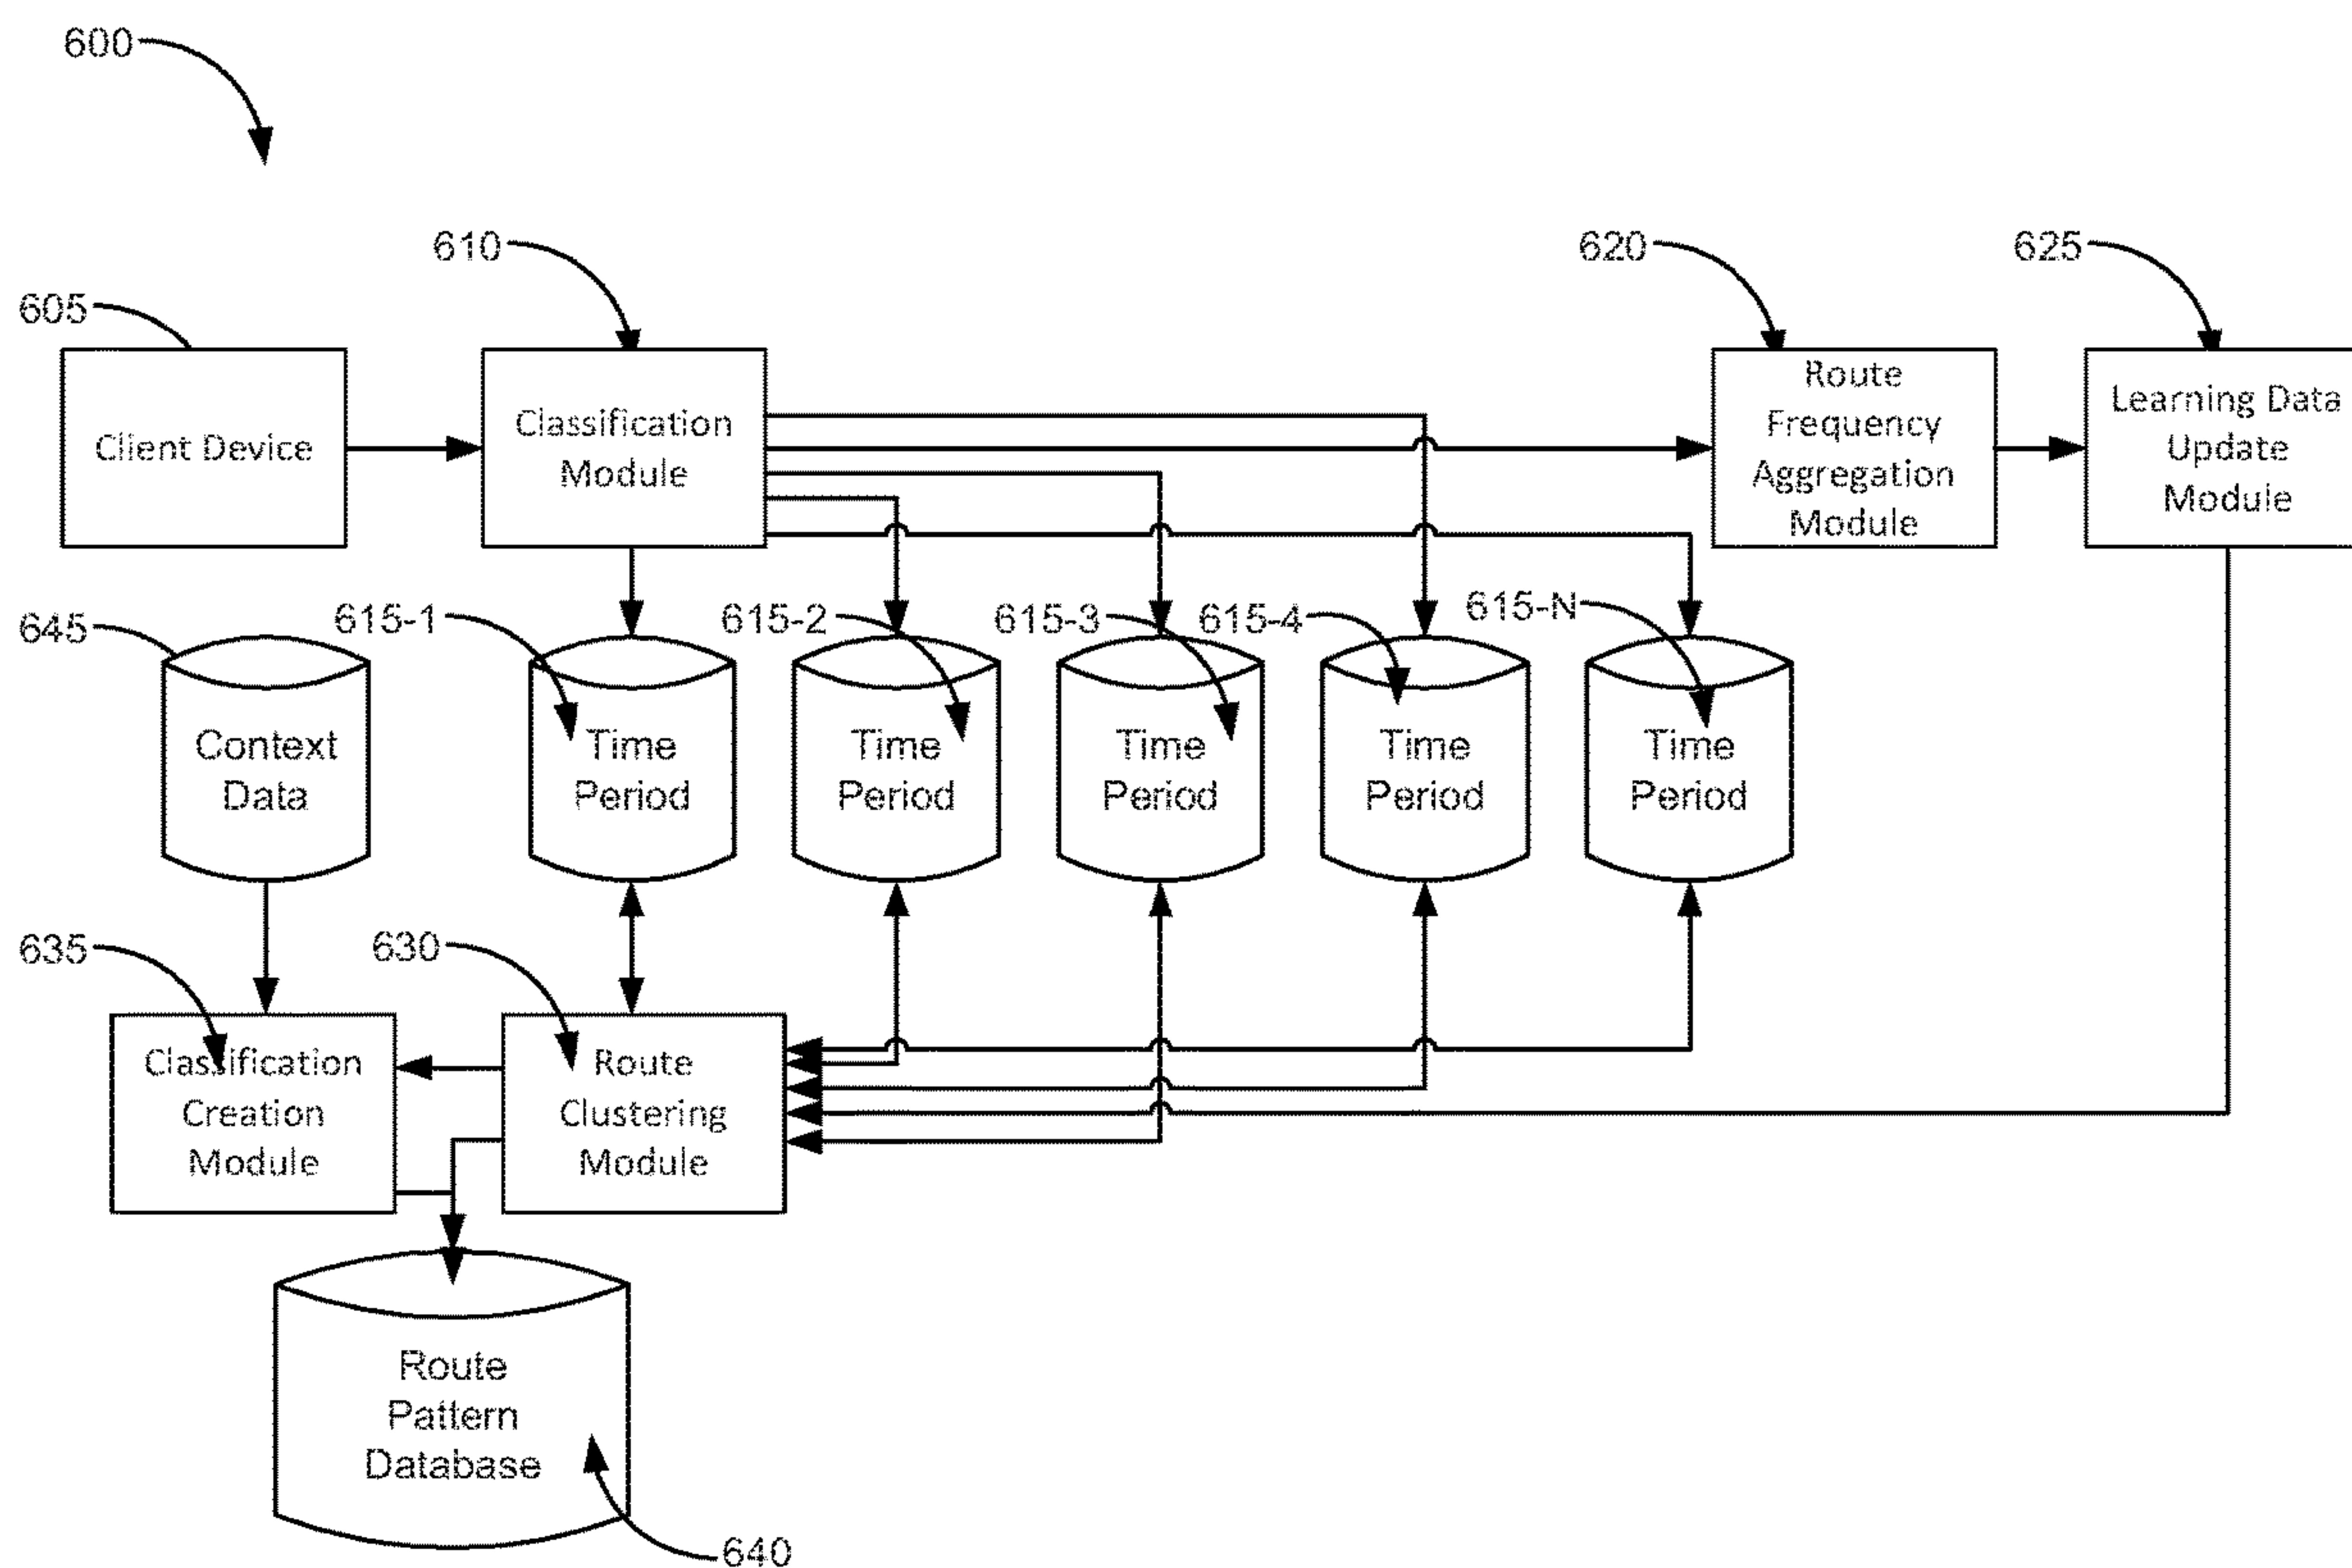 600
610
620
625
605
Client Device
Classification
Module
Route
Frequency
Aggregation
Module
Learning Data
Update
Module
645
615-1
615-2
615-3
615-4
615-N
Context
Data
Time
Period
Time
Period
Time
Period
Time
Period
Time
Period
635
630
Classification
Creation
Module
Route
Clustering
Module
Route
Pattern
Database
640